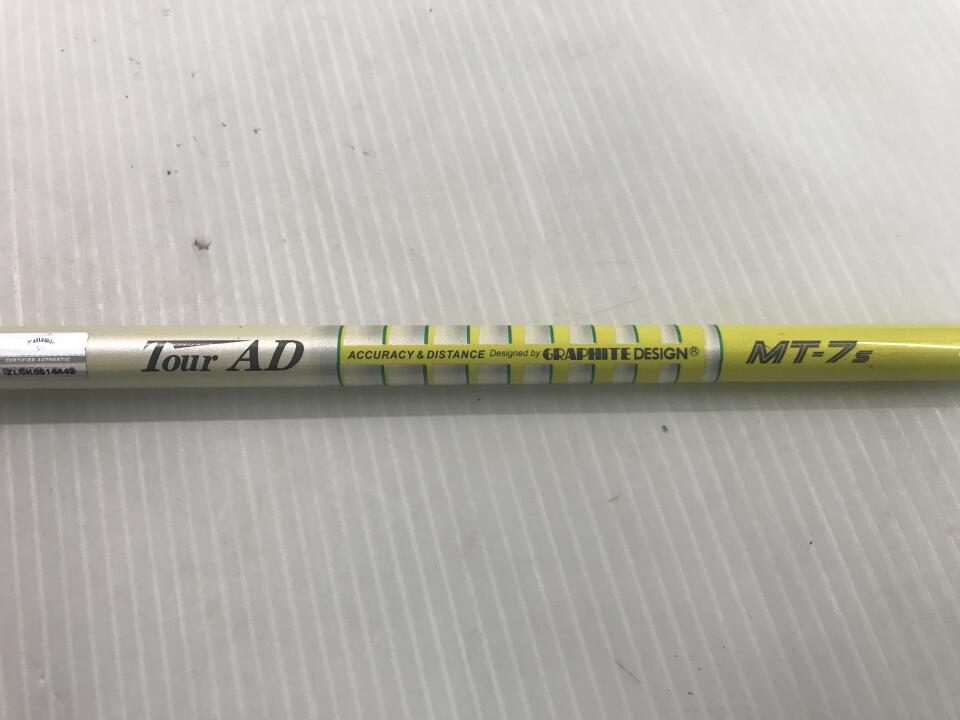 CERTIFIED AUTHENTIC
TOUR AD
ACCURACY & DISTANCE Designed by GRAPHITE DESIGN®
MT-7s